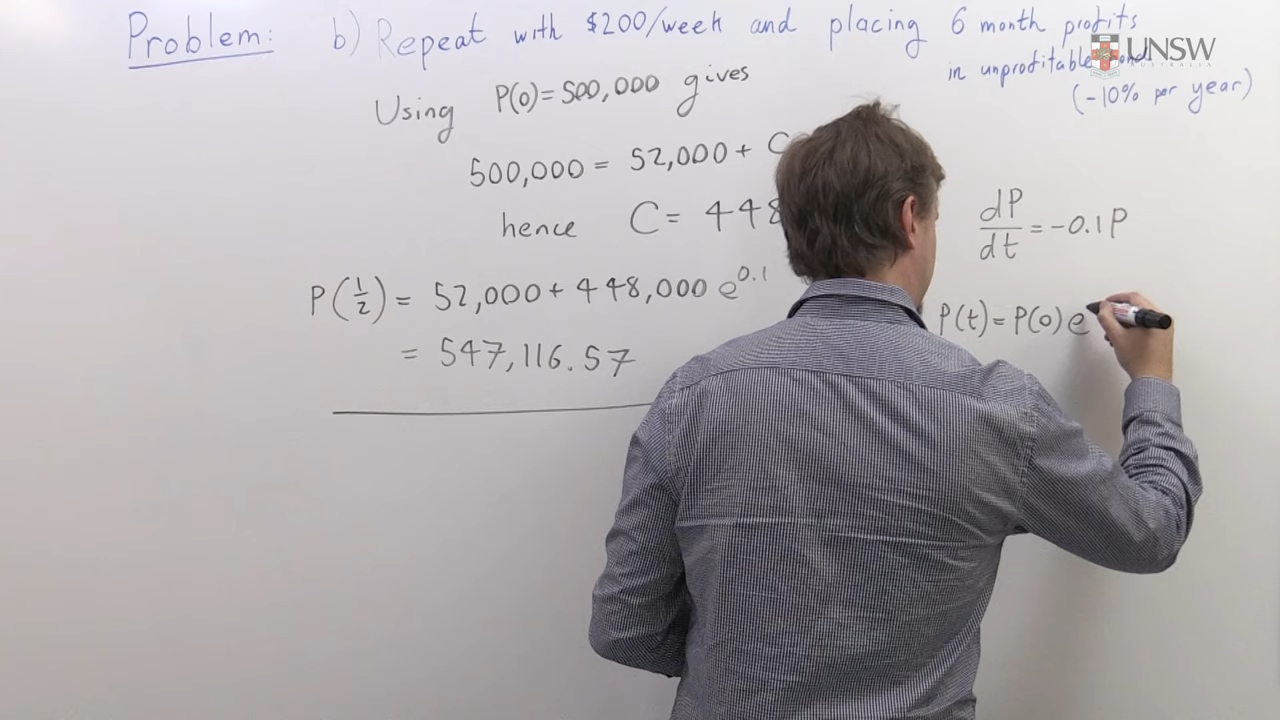 Problem: b) Repeat with $200/week and placing 6 month profits
in unprofitable
(-10% per year)
UNSW
AUSTRALIA
Using P(0)=500,000 gives
500,000 = 52,000 + C
hence C = 448
P(1/2) = 52,000 + 448,000 e^0.1
= 547,116.57
dP/dt = -0.1P
P(t) = P(0) e